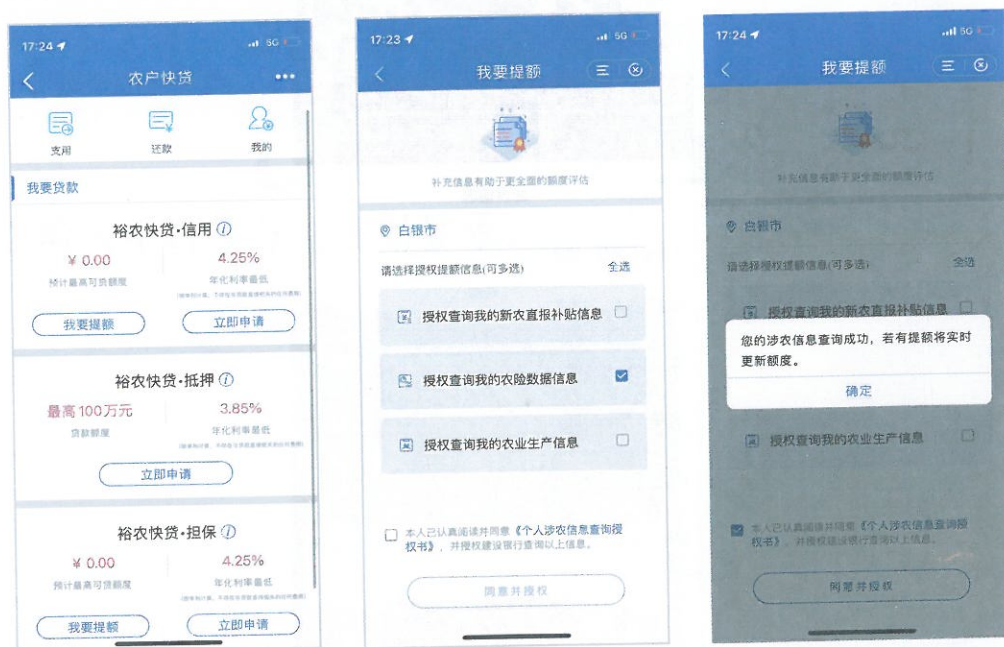 17:24
5G
农户快贷
支用
还款
我的
我要贷款
裕农快贷·信用
¥ 0.00
4.25%
预计最高可贷额度
年化利率最低
我要提额
立即申请
裕农快贷·抵押
最高100万元
3.85%
贷款额度
年化利率最低
立即申请
裕农快贷·担保
¥ 0.00
4.25%
预计最高可贷额度
年化利率最低
我要提额
立即申请
17:23
5G
我要提额
补充信息有助于更全面的额度评估
白银市
请选择授权提额信息(可多选)
全选
授权查询我的新农直报补贴信息
授权查询我的农险数据信息
授权查询我的农业生产信息
本人已认真阅读并同意《个人涉农信息查询授
权书》，并授权建设银行查询以上信息。
同意并授权
17:24
5G
我要提额
补充信息有助于更全面的额度评估
白银市
请选择授权提额信息(可多选)
全选
授权查询我的新农直报补贴信息
您的涉农信息查询成功，若有提额将实时
更新额度。
确定
授权查询我的农业生产信息
本人已认真阅读并同意《个人涉农信息查询授
权书》，并授权建设银行查询以上信息。
同意并授权